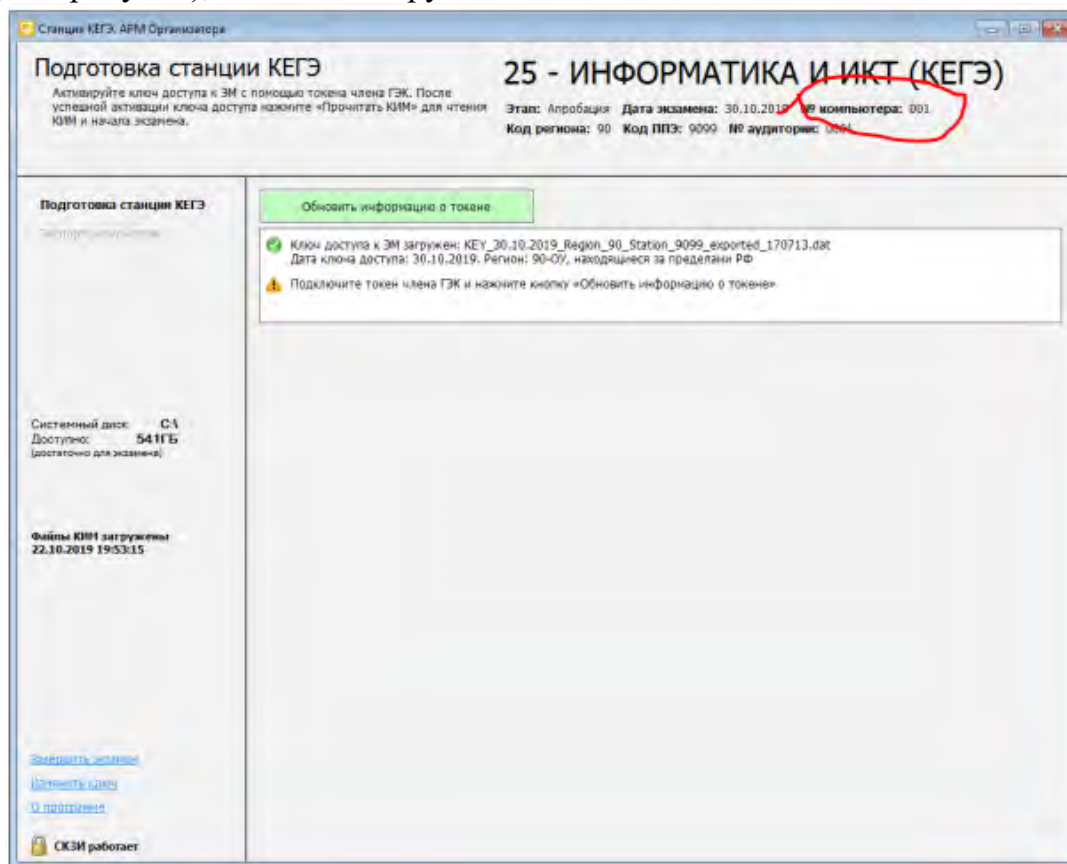 Станция КЕГЭ. АРМ Организатора
Подготовка станции КЕГЭ
Активируйте ключ доступа к ЭМ с помощью токена члена ГЭК. После
успешной активации ключа доступа нажмите «Прочитать КИМ» для чтения
КИМ и начала экзамена.
25 - ИНФОРМАТИКА И ИКТ (КЕГЭ)
Этап: Апробация Дата экзамена: 30.10.2019 № компьютера: 001
Код региона: 90 Код ППЭ: 9099 № аудитории:
Подготовка станции КЕГЭ
Обновить информацию о токене
Ключ доступа к ЭМ загружен: KEY_30.10.2019_Region_90_Station_9099_exported_170713.dat
Дата ключа доступа: 30.10.2019. Регион: 90-ОУ, находящиеся за пределами РФ
Подключите токен члена ГЭК и нажмите кнопку «Обновить информацию о токене»
Системный диск: C:\
Доступно: 541ГБ
(достаточно для экзамена)
Файлы КИМ загружены
22.10.2019 19:53:15
Завершить экзамен
О программе
СКЗИ работает